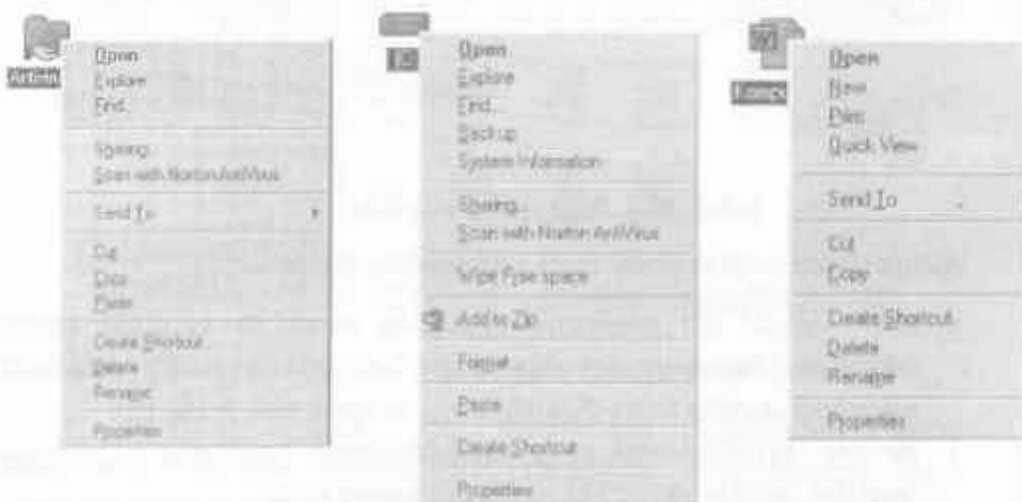 Open
Explore
Find...
Sharing...
Scan with Norton AntiVirus
Send To
Cut
Copy
Paste
Create Shortcut
Delete
Rename
Properties
Open
Explore
Find...
Backup
System Information
Sharing...
Scan with Norton AntiVirus
Wipe Free space
Add to Zip
Format...
Paste
Create Shortcut
Properties
Open
New
Print
Quick View
Send To
Cut
Copy
Create Shortcut
Delete
Rename
Properties